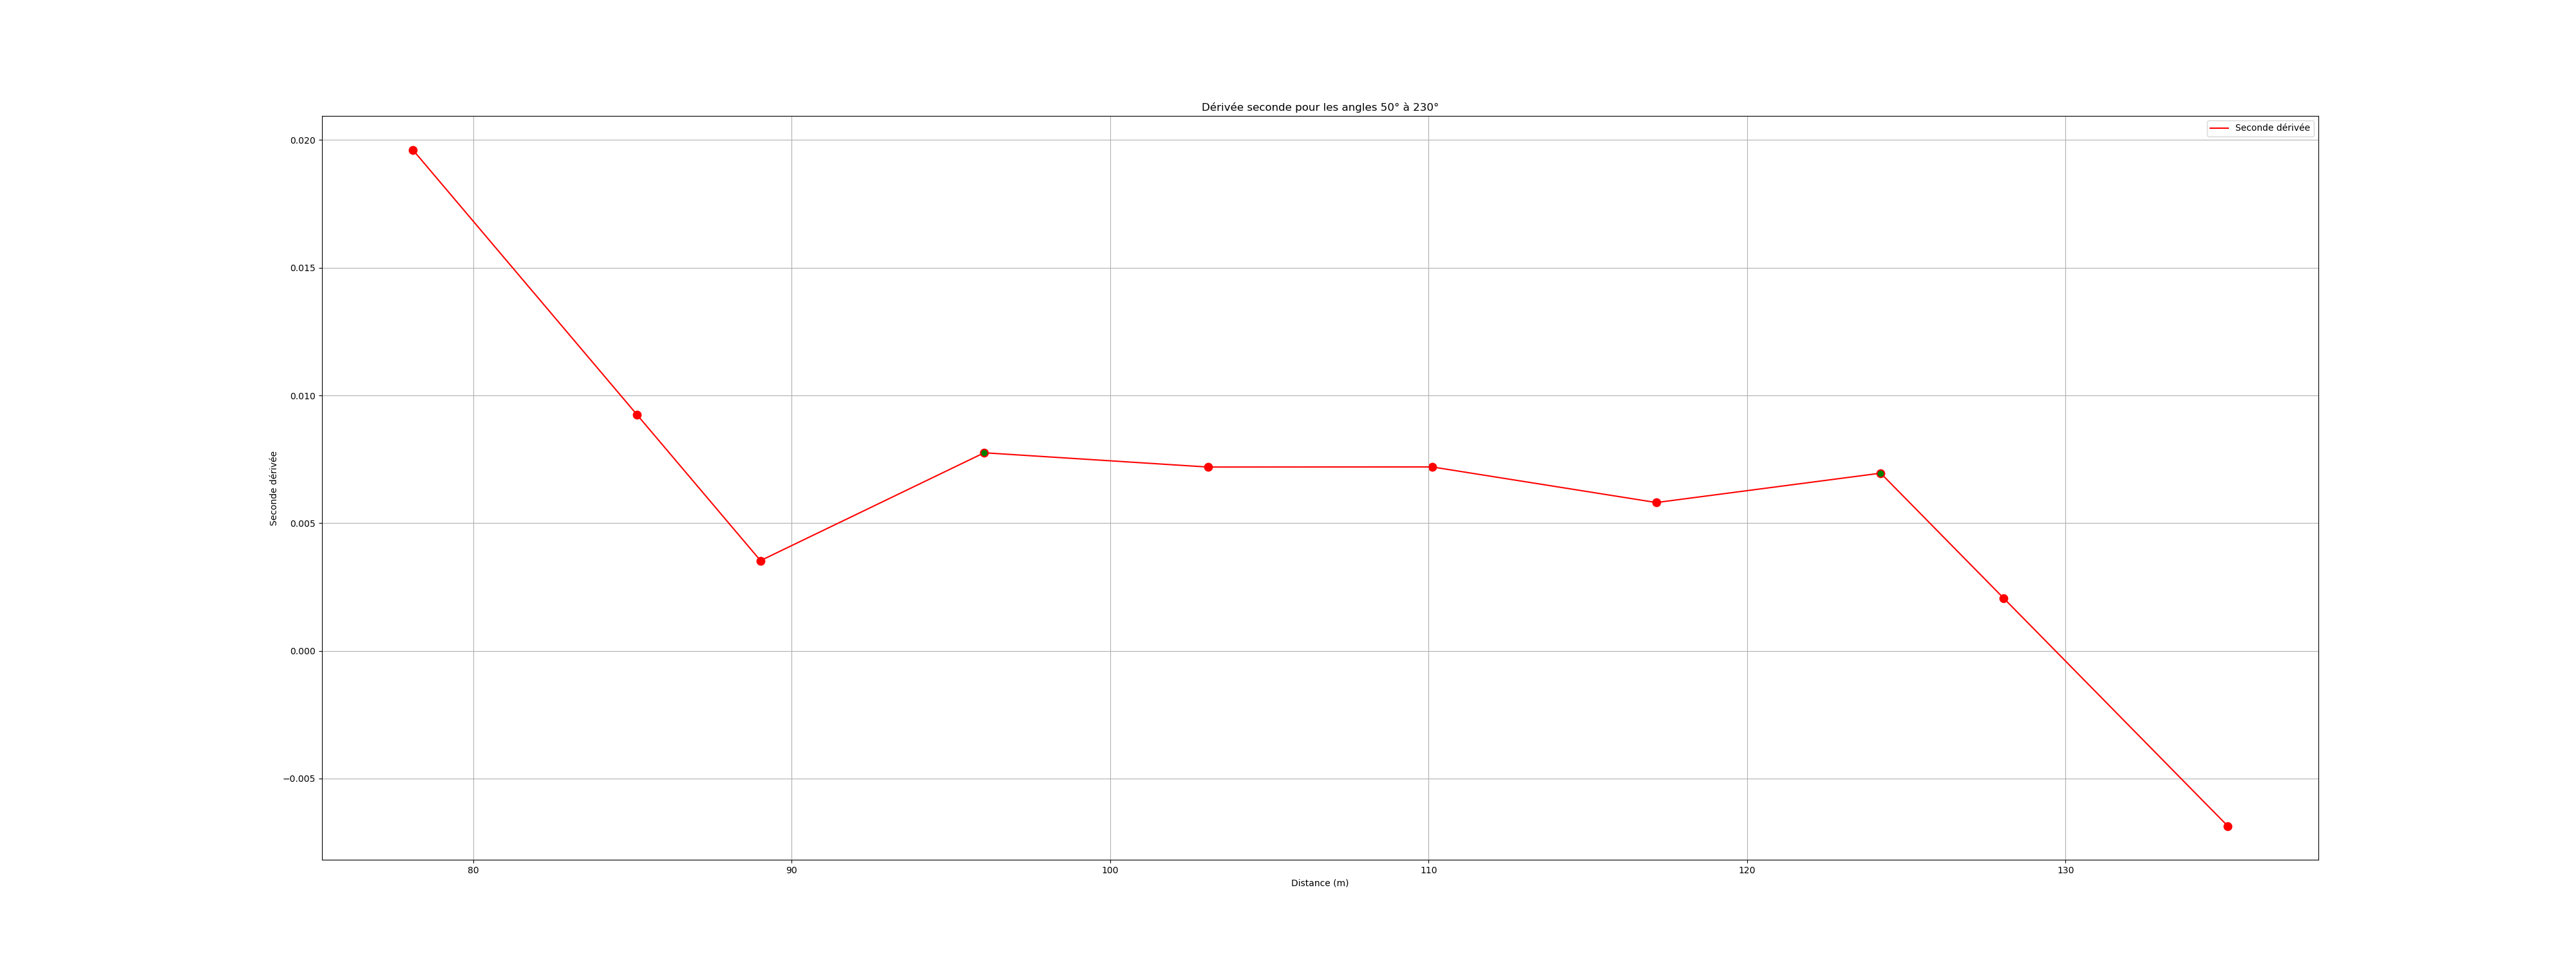 Dérivée seconde pour les angles 50° à 230°
Seconde dérivée
0.020
0.015
0.010
0.005
0.000
−0.005
Seconde dérivée
80 90 100 110 120 130
Distance (m)